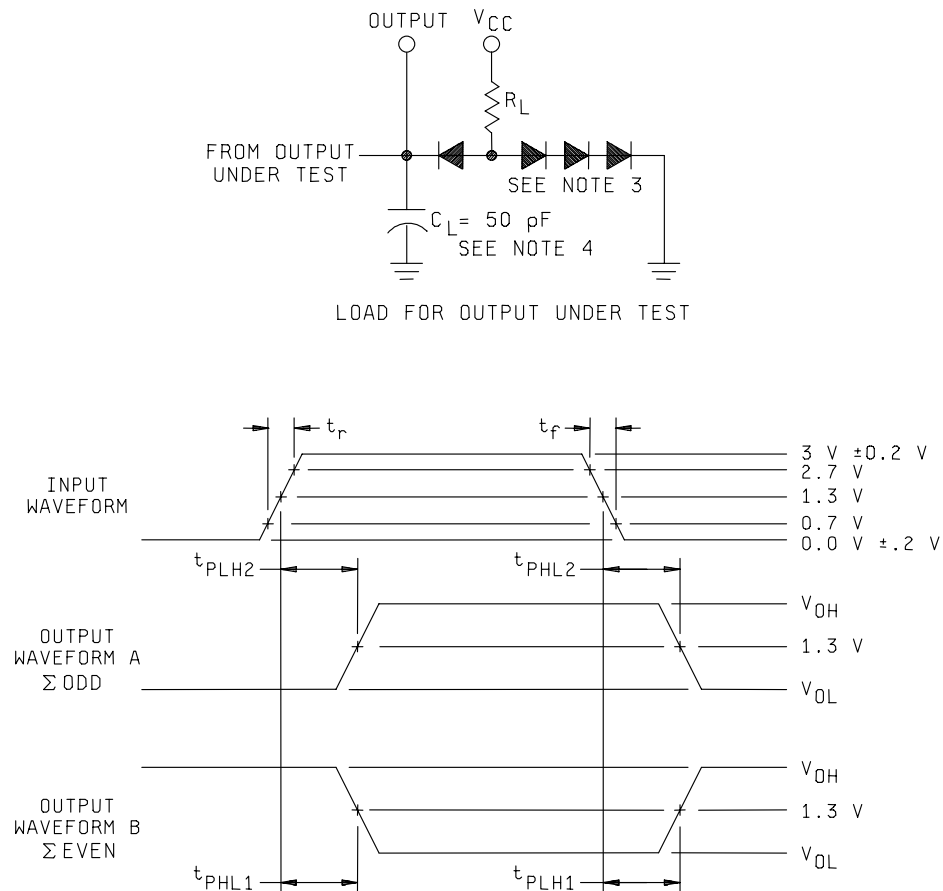 OUTPUT VCC
RL
FROM OUTPUT
UNDER TEST
SEE NOTE 3
CL= 50 pF
SEE NOTE 4
LOAD FOR OUTPUT UNDER TEST
tr
tf
3 V ±0.2 V
2.7 V
INPUT
WAVEFORM
1.3 V
0.7 V
0.0 V ±.2 V
tPLH2
tPHL2
OUTPUT
WAVEFORM A
Σ ODD
VOH
1.3 V
VOL
OUTPUT
WAVEFORM B
Σ EVEN
VOH
1.3 V
VOL
tPHL1
tPLH1